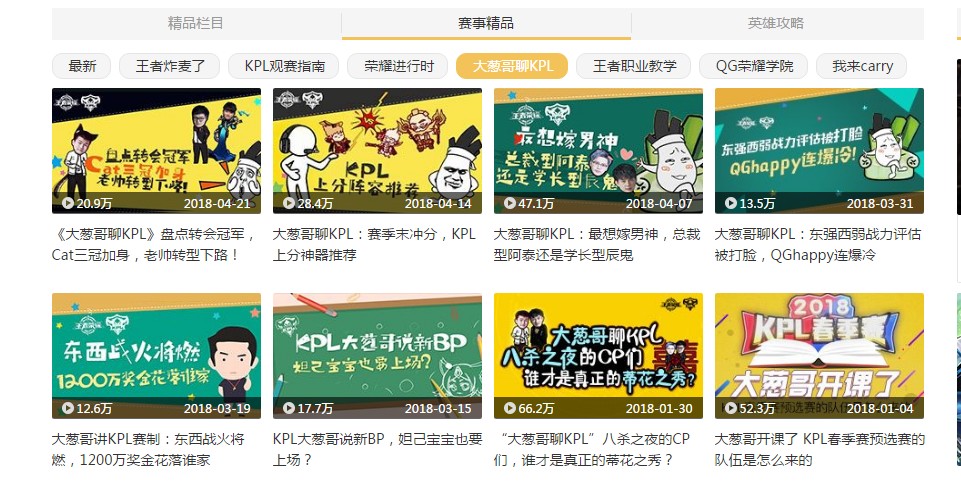 精品栏目
赛事精品
英雄攻略
最新
王者炸麦了
KPL观赛指南
荣耀进行时
大葱哥聊KPL
王者职业教学
QG荣耀学院
我来carry
盘点转会冠军
Cat三冠加身
老帅转型下路!
20.9万
2018-04-21
VS
KPL
上分阵容推荐
28.4万
2018-04-14
最想嫁男神
总裁到阿泰
还是学长型辰鬼
47.1万
2018-04-07
东强西弱战力评估被打脸
QGhappy连爆冷!
13.5万
2018-03-31
《大葱哥聊KPL》盘点转会冠军，
Cat三冠加身，老帅转型下路！
大葱哥聊KPL：赛季末冲分，KPL
上分神器推荐
大葱哥聊KPL：最想嫁男神，总裁
型阿泰还是学长型辰鬼
大葱哥聊KPL：东强西弱战力评估
被打脸，QGhappy连爆冷
东西战火将燃
1200万奖金花落谁家
12.6万
2018-03-19
KPL大葱哥说新BP
妲己宝宝也要上场?
17.7万
2018-03-15
大葱哥聊KPL
八杀之夜的CP们
谁才是真正的蒂花之秀?
66.2万
2018-01-30
2018
KPL春季赛
大葱哥开课了
52.3万
2018-01-04
大葱哥讲KPL赛制：东西战火将
燃，1200万奖金花落谁家
KPL大葱哥说新BP，妲己宝宝也要
上场？
“大葱哥聊KPL”八杀之夜的CP
们，谁才是真正的蒂花之秀？
大葱哥开课了 KPL春季赛预选赛的
队伍是怎么来的